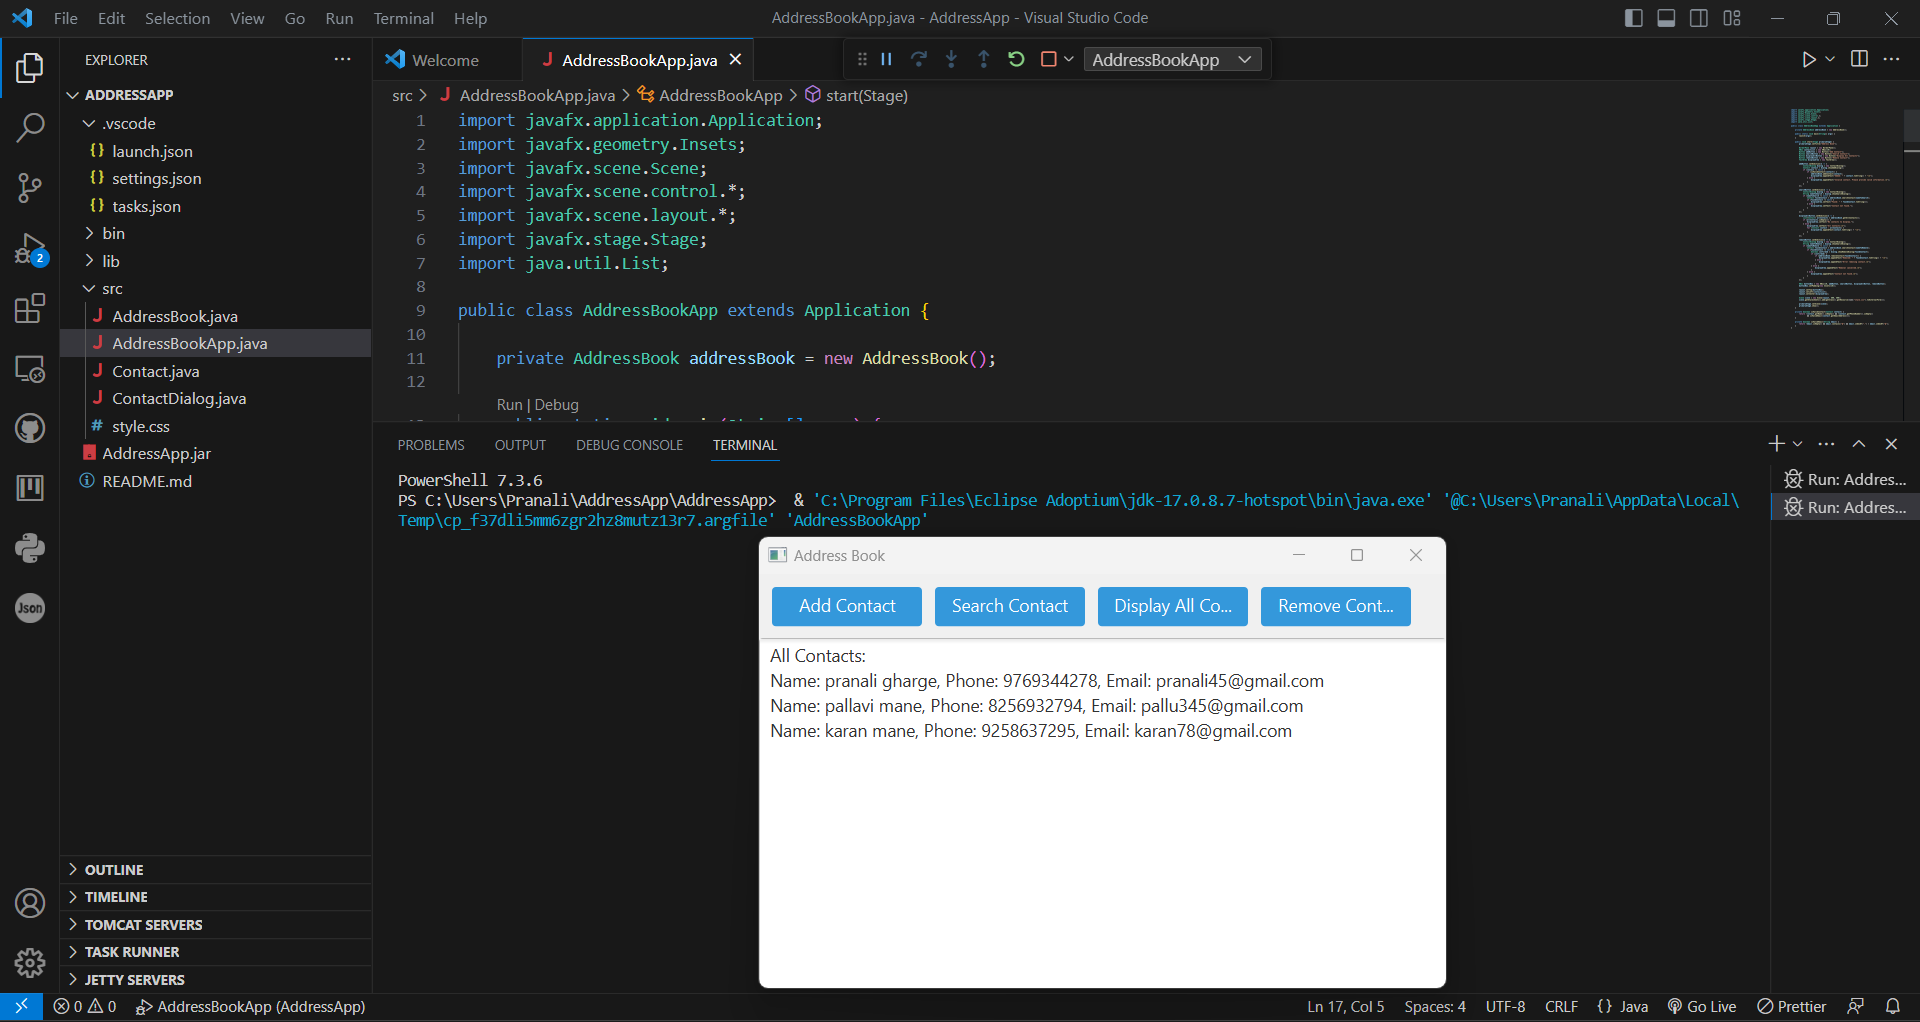 File Edit Selection View Go Run Terminal Help
AddressBookApp.java - AddressApp - Visual Studio Code
EXPLORER
ADDRESSAPP
.vscode
{} launch.json
{} settings.json
{} tasks.json
bin
lib
src
J AddressBook.java
J AddressBookApp.java
J Contact.java
J ContactDialog.java
# style.css
AddressApp.jar
README.md
OUTLINE
TIMELINE
TOMCAT SERVERS
TASK RUNNER
JETTY SERVERS
2
Json
Welcome
J AddressBookApp.java
AddressBookApp
src > J AddressBookApp.java > AddressBookApp > start(Stage)
1 import javafx.application.Application;
2 import javafx.geometry.Insets;
3 import javafx.scene.Scene;
4 import javafx.scene.control.*;
5 import javafx.scene.layout.*;
6 import javafx.stage.Stage;
7 import java.util.List;
8
9 public class AddressBookApp extends Application {
10
11 private AddressBook addressBook = new AddressBook();
12
Run | Debug
PROBLEMS OUTPUT DEBUG CONSOLE TERMINAL
PowerShell 7.3.6
PS C:\Users\Pranali\AddressApp\AddressApp> & 'C:\Program Files\Eclipse Adoptium\jdk-17.0.8.7-hotspot\bin\java.exe' '@C:\Users\Pranali\AppData\Local\
Temp\cp_f37dli5mm6zgr2hz8mutz13r7.argfile' 'AddressBookApp'
Run: Addres...
Run: Addres...
Address Book
Add Contact Search Contact Display All Co... Remove Cont...
All Contacts:
Name: pranali gharge, Phone: 9769344278, Email: pranali45@gmail.com
Name: pallavi mane, Phone: 8256932794, Email: pallu345@gmail.com
Name: karan mane, Phone: 9258637295, Email: karan78@gmail.com
0 0 AddressBookApp (AddressApp)
Ln 17, Col 5 Spaces: 4 UTF-8 CRLF {} Java Go Live Prettier